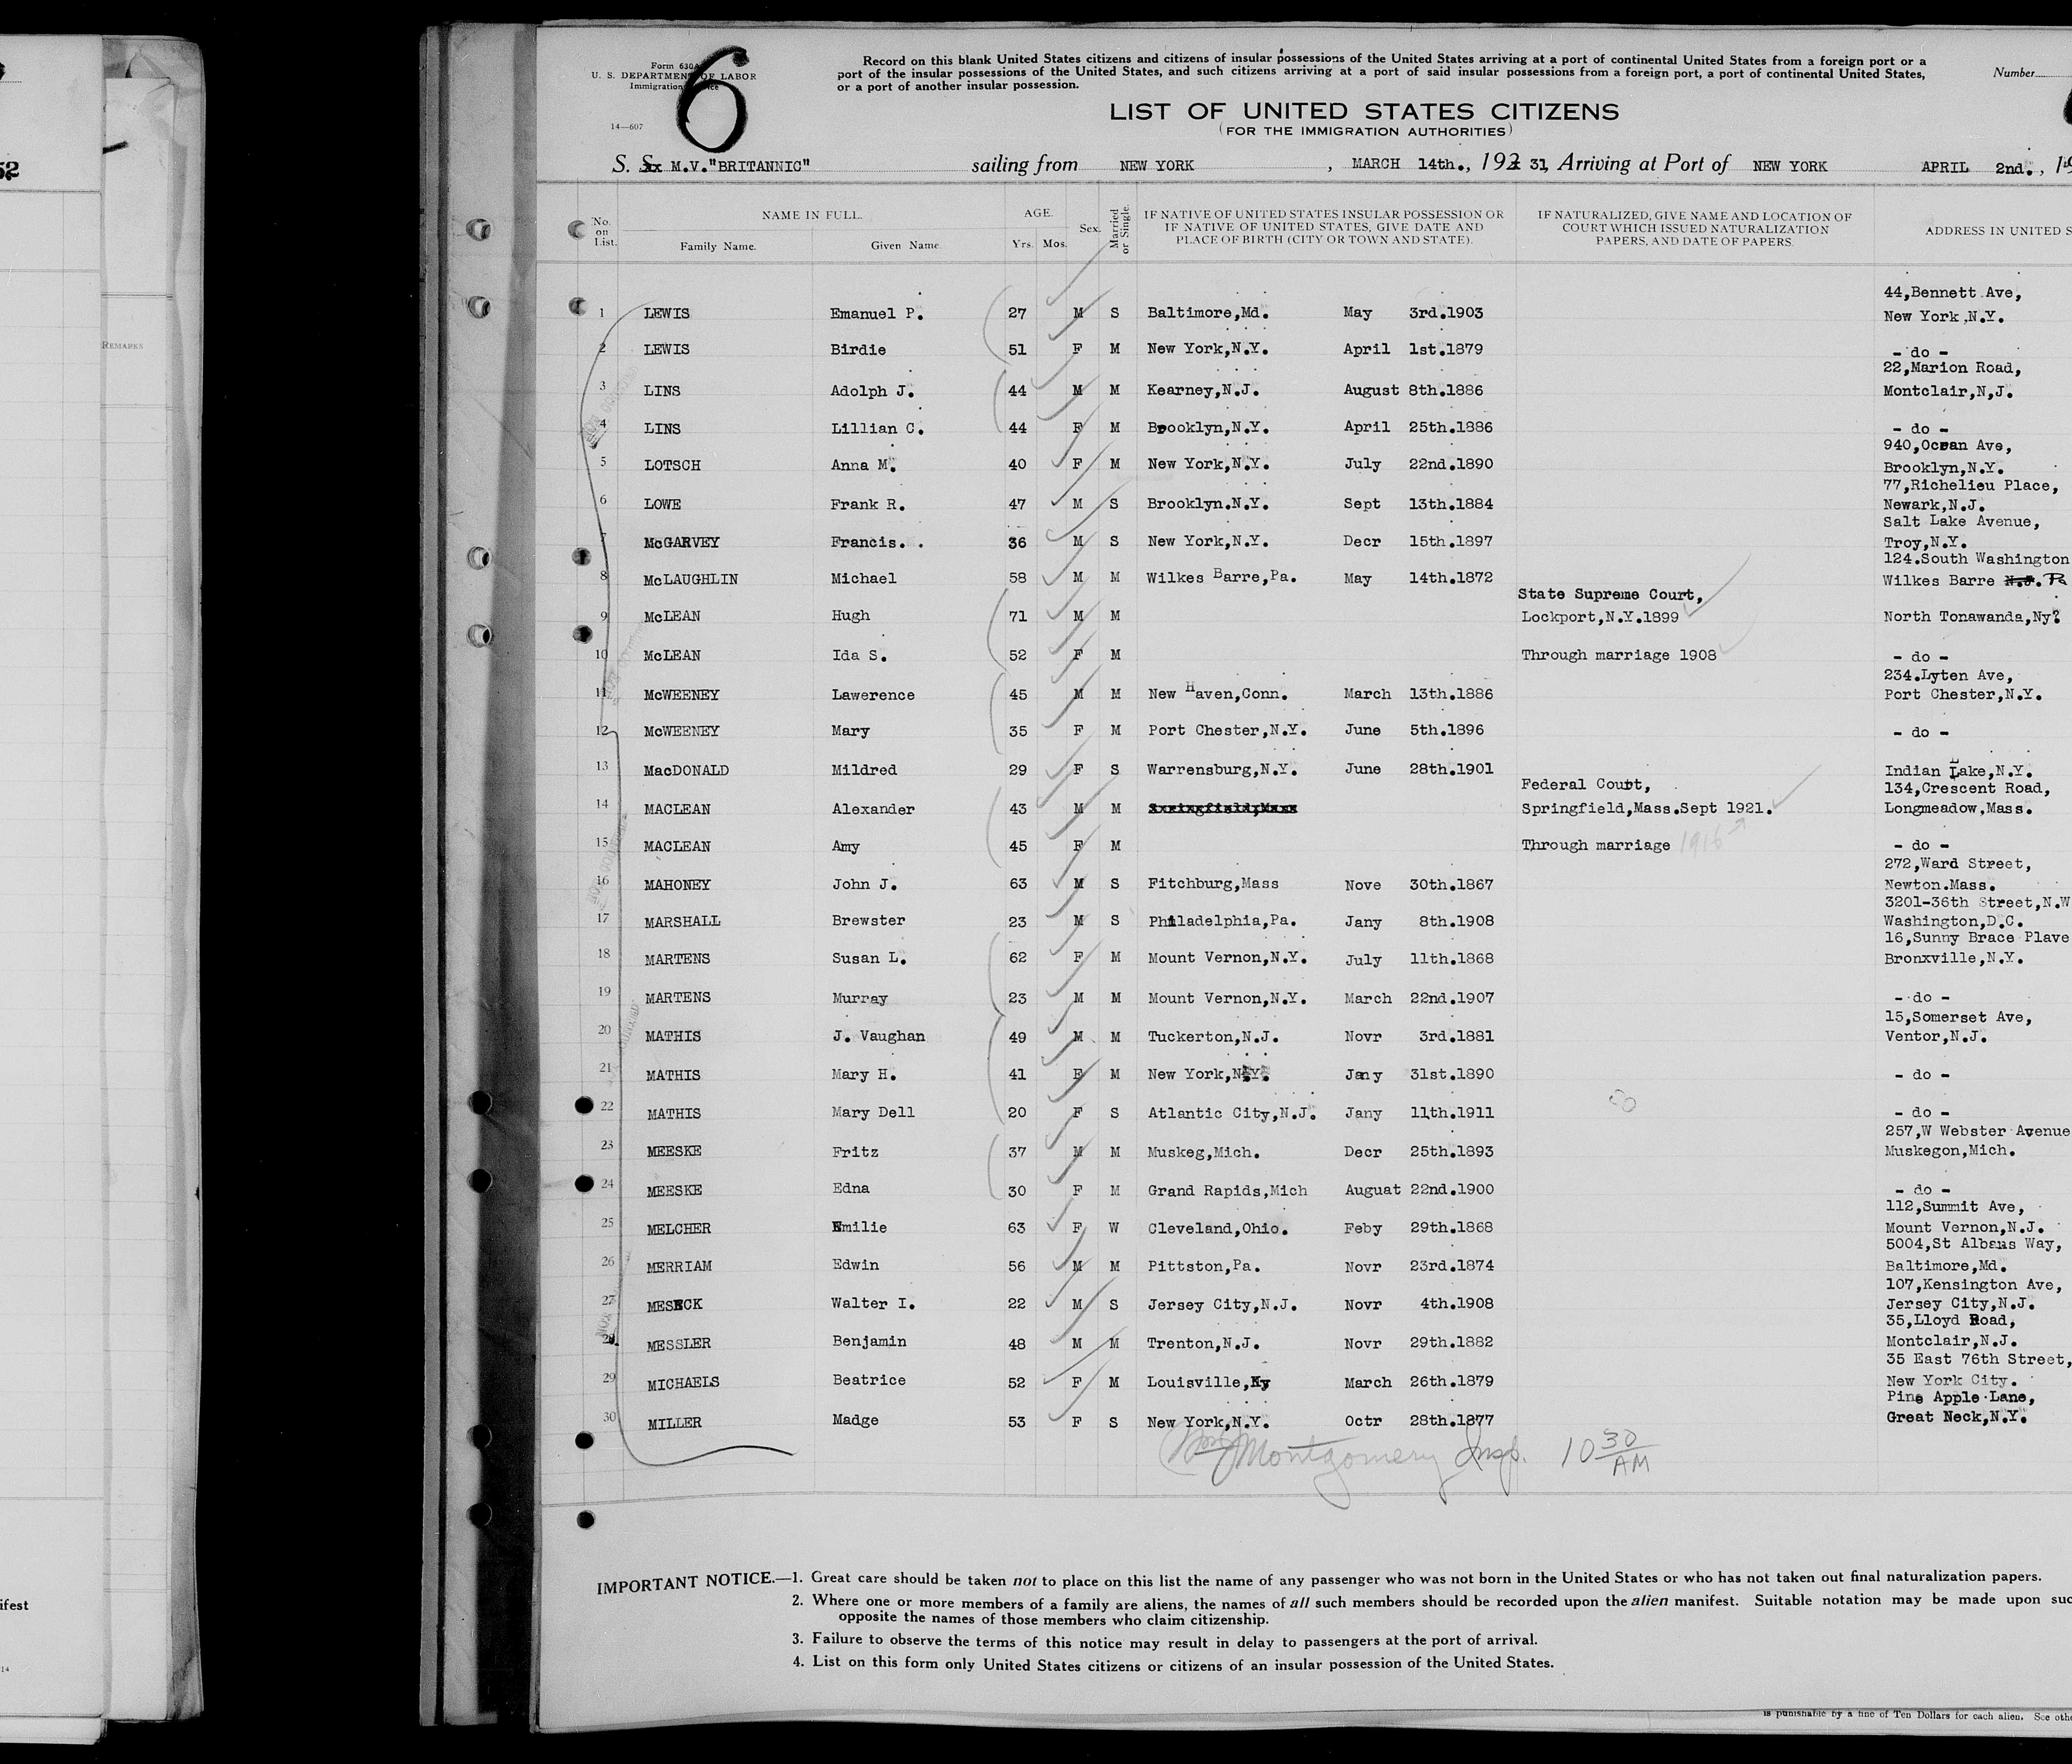 52
REMARKS
ifest
14
6
Form 630A
U. S. DEPARTMENT OF LABOR
Immigration Service
14—607
Record on this blank United States citizens and citizens of insular possessions of the United States arriving at a port of continental United States from a foreign port or a
port of the insular possessions of the United States, and such citizens arriving at a port of said insular possessions from a foreign port, a port of continental United States,
or a port of another insular possession.
Number
LIST OF UNITED STATES CITIZENS
(FOR THE IMMIGRATION AUTHORITIES)
S. S. M.V."BRITANNIC" sailing from NEW YORK , MARCH 14th., 192 31, Arriving at Port of NEW YORK APRIL 2nd., 19
No. on List. NAME IN FULL. AGE. Sex. Married or Single. IF NATIVE OF UNITED STATES INSULAR POSSESSION OR IF NATIVE OF UNITED STATES, GIVE DATE AND PLACE OF BIRTH (CITY OR TOWN AND STATE). IF NATURALIZED, GIVE NAME AND LOCATION OF COURT WHICH ISSUED NATURALIZATION PAPERS, AND DATE OF PAPERS. ADDRESS IN UNITED S
Family Name. Given Name. Yrs. Mos.
44,Bennett Ave,
1 LEWIS Emanuel P. 27 M S Baltimore,Md. May 3rd.1903 New York,N.Y.
2 LEWIS Birdie 51 F M New York,N.Y. April 1st.1879 - do -
22,Marion Road,
3 LINS Adolph J. 44 M M Kearney,N.J. August 8th.1886 Montclair,N,J.
4 LINS Lillian C. 44 F M Brooklyn,N.Y. April 25th.1886 - do -
940,Ocean Ave,
5 LOTSCH Anna M. 40 F M New York,N.Y. July 22nd.1890 Brooklyn,N.Y.
77,Richelieu Place,
6 LOWE Frank R. 47 M S Brooklyn.N.Y. Sept 13th.1884 Newark,N.J.
Salt Lake Avenue,
7 McGARVEY Francis. . 36 M S New York,N.Y. Decr 15th.1897 Troy,N.Y.
124.South Washington
8 McLAUGHLIN Michael 58 M M Wilkes Barre,Pa. May 14th.1872 Wilkes Barre N.J. Pa
State Supreme Court,
9 McLEAN Hugh 71 M M Lockport,N.Y.1899 North Tonawanda,Ny?
10 McLEAN Ida S. 52 F M Through marriage 1908 - do -
234.Lyten Ave,
11 McWEENEY Lawerence 45 M M New Haven,Conn. March 13th.1886 Port Chester,N.Y.
12 McWEENEY Mary 35 F M Port Chester,N.Y. June 5th.1896 - do -
13 MacDONALD Mildred 29 F S Warrensburg,N.Y. June 28th.1901 Indian Lake,N.Y.
Federal Court, 134,Crescent Road,
14 MACLEAN Alexander 43 M M Springfield,Mass Springfield,Mass.Sept 1921. Longmeadow,Mass.
15 MACLEAN Amy 45 F M Through marriage 1916 - do -
272,Ward Street,
16 MAHONEY John J. 63 M S Fitchburg,Mass Nove 30th.1867 Newton.Mass.
3201-36th Street,N.W
17 MARSHALL Brewster 23 M S Philadelphia,Pa. Jany 8th.1908 Washington,D.C.
16,Sunny Brace Plave
18 MARTENS Susan L. 62 F M Mount Vernon,N.Y. July 11th.1868 Bronxville,N.Y.
19 MARTENS Murray 23 M M Mount Vernon,N.Y. March 22nd.1907 - do -
15,Somerset Ave,
20 MATHIS J. Vaughan 49 M M Tuckerton,N.J. Novr 3rd.1881 Ventor,N.J.
21 MATHIS Mary H. 41 F M New York,N.Y. Jany 31st.1890 - do -
22 MATHIS Mary Dell 20 F S Atlantic City,N.J. Jany 11th.1911 - do -
257,W Webster Avenue
23 MEESKE Fritz 37 M M Muskeg,Mich. Decr 25th.1893 Muskegon,Mich.
24 MEESKE Edna 30 F M Grand Rapids,Mich Auguat 22nd.1900 - do -
112,Summit Ave,
25 MELCHER Emilie 63 F W Cleveland,Ohio. Feby 29th.1868 Mount Vernon,N.J.
5004,St Albans Way,
26 MERRIAM Edwin 56 M M Pittston,Pa. Novr 23rd.1874 Baltimore,Md.
107,Kensington Ave,
27 MESECK Walter I. 22 M S Jersey City,N.J. Novr 4th.1908 Jersey City,N.J.
35,Lloyd Road,
28 MESSLER Benjamin 48 M M Trenton,N.J. Novr 29th.1882 Montclair,N.J.
35 East 76th Street,
29 MICHAELS Beatrice 52 F M Louisville,Ky March 26th.1879 New York City.
Pine Apple Lane,
30 MILLER Madge 53 F S New York,N.Y. Octr 28th.1877 Great Neck,N.Y.
Montgomery Insp. 10 30 AM
IMPORTANT NOTICE.—1. Great care should be taken not to place on this list the name of any passenger who was not born in the United States or who has not taken out final naturalization papers.
2. Where one or more members of a family are aliens, the names of all such members should be recorded upon the alien manifest. Suitable notation may be made upon suc
opposite the names of those members who claim citizenship.
3. Failure to observe the terms of this notice may result in delay to passengers at the port of arrival.
4. List on this form only United States citizens or citizens of an insular possession of the United States.
is punishable by a fine of Ten Dollars for each alien. See othe